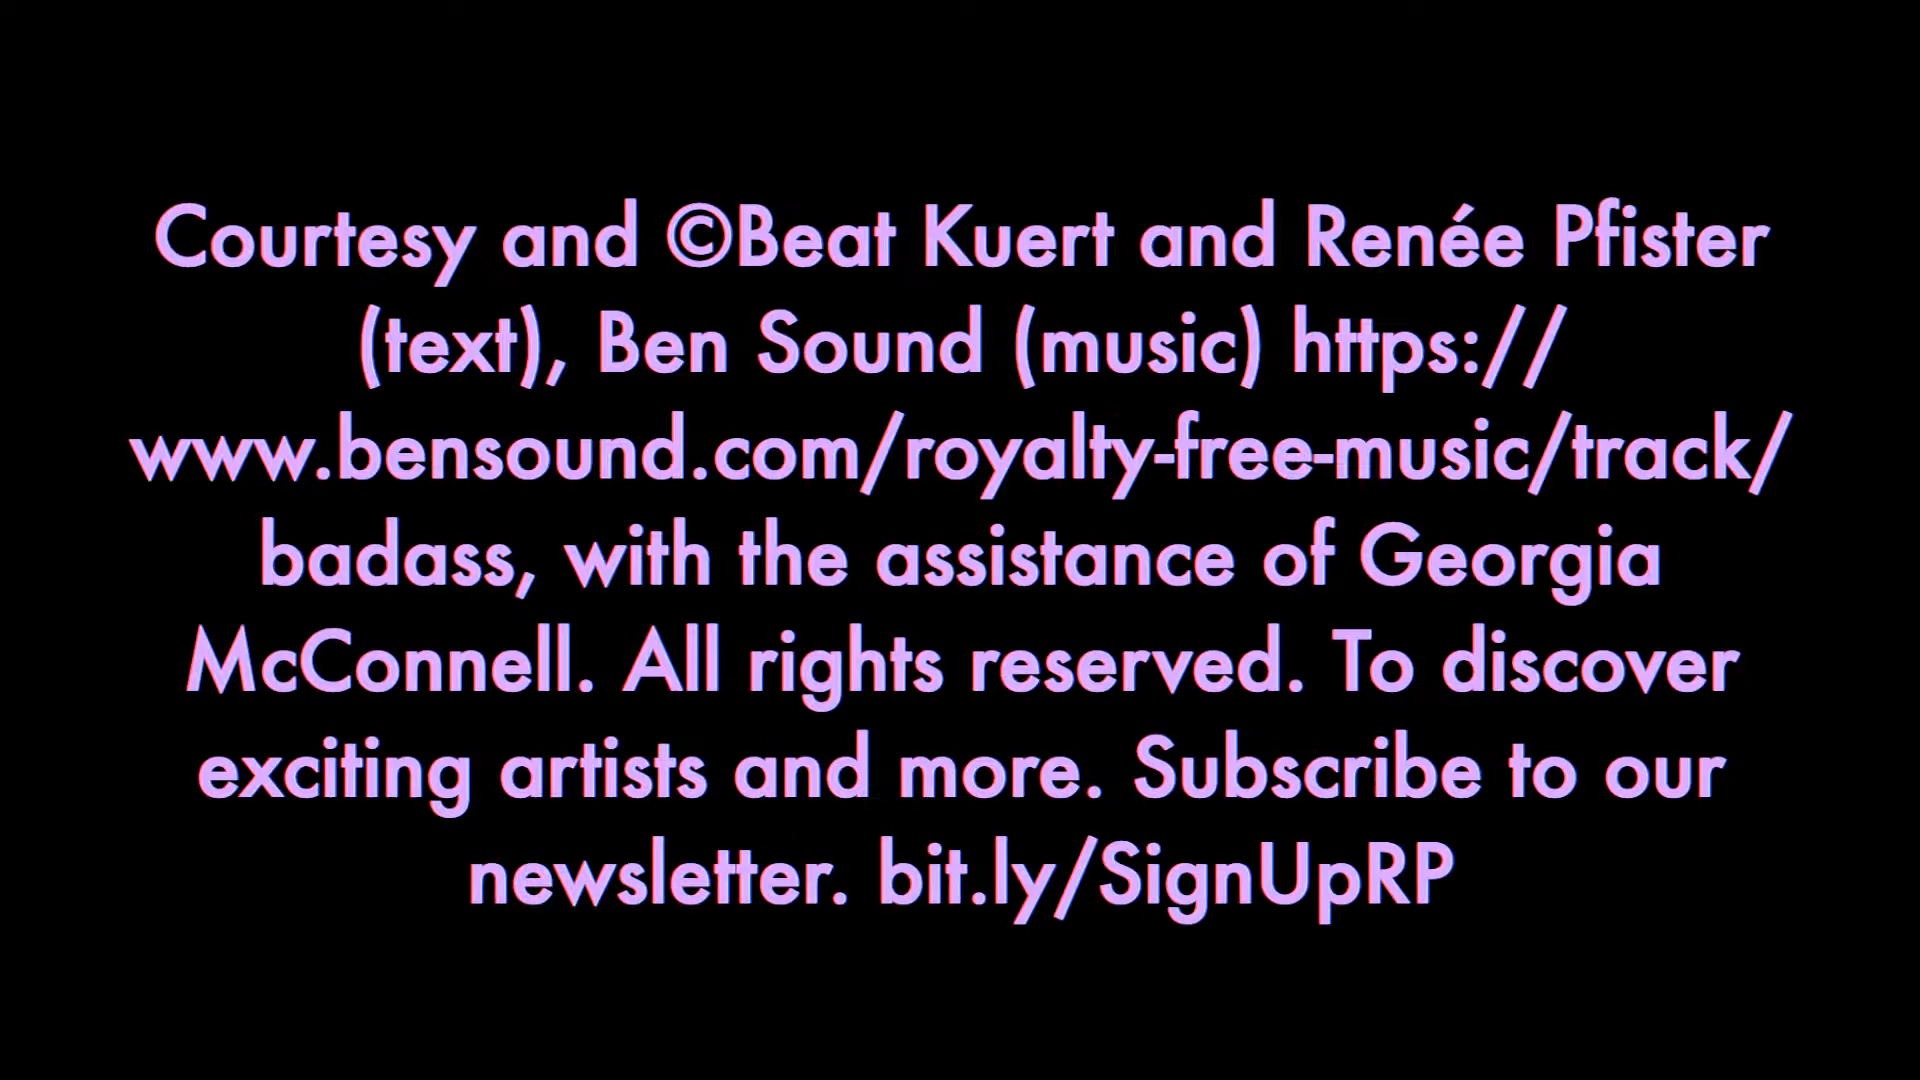 Courtesy and ©Beat Kuert and Renée Pfister
(text), Ben Sound (music) https://
www.bensound.com/royalty-free-music/track/
badass, with the assistance of Georgia
McConnell. All rights reserved. To discover
exciting artists and more. Subscribe to our
newsletter. bit.ly/SignUpRP